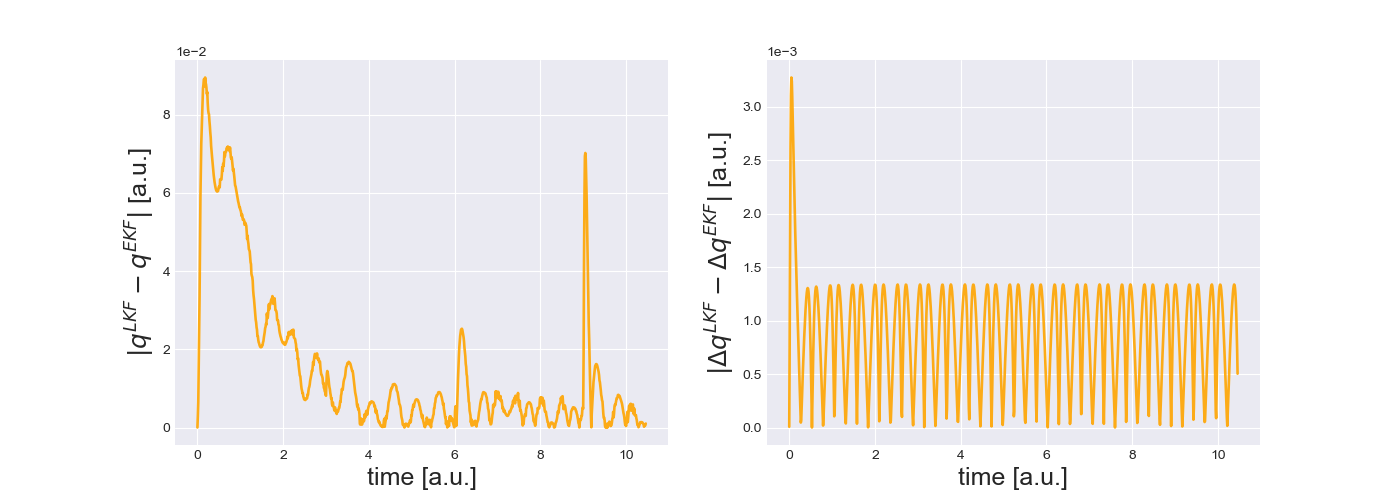 1e−2
8
6
4
2
0
|q^{LKF} − q^{EKF}| [a.u.]
0 2 4 6 8 10
time [a.u.]
1e−3
3.0
2.5
2.0
1.5
1.0
0.5
0.0
|Δq^{LKF} − Δq^{EKF}| [a.u.]
0 2 4 6 8 10
time [a.u.]